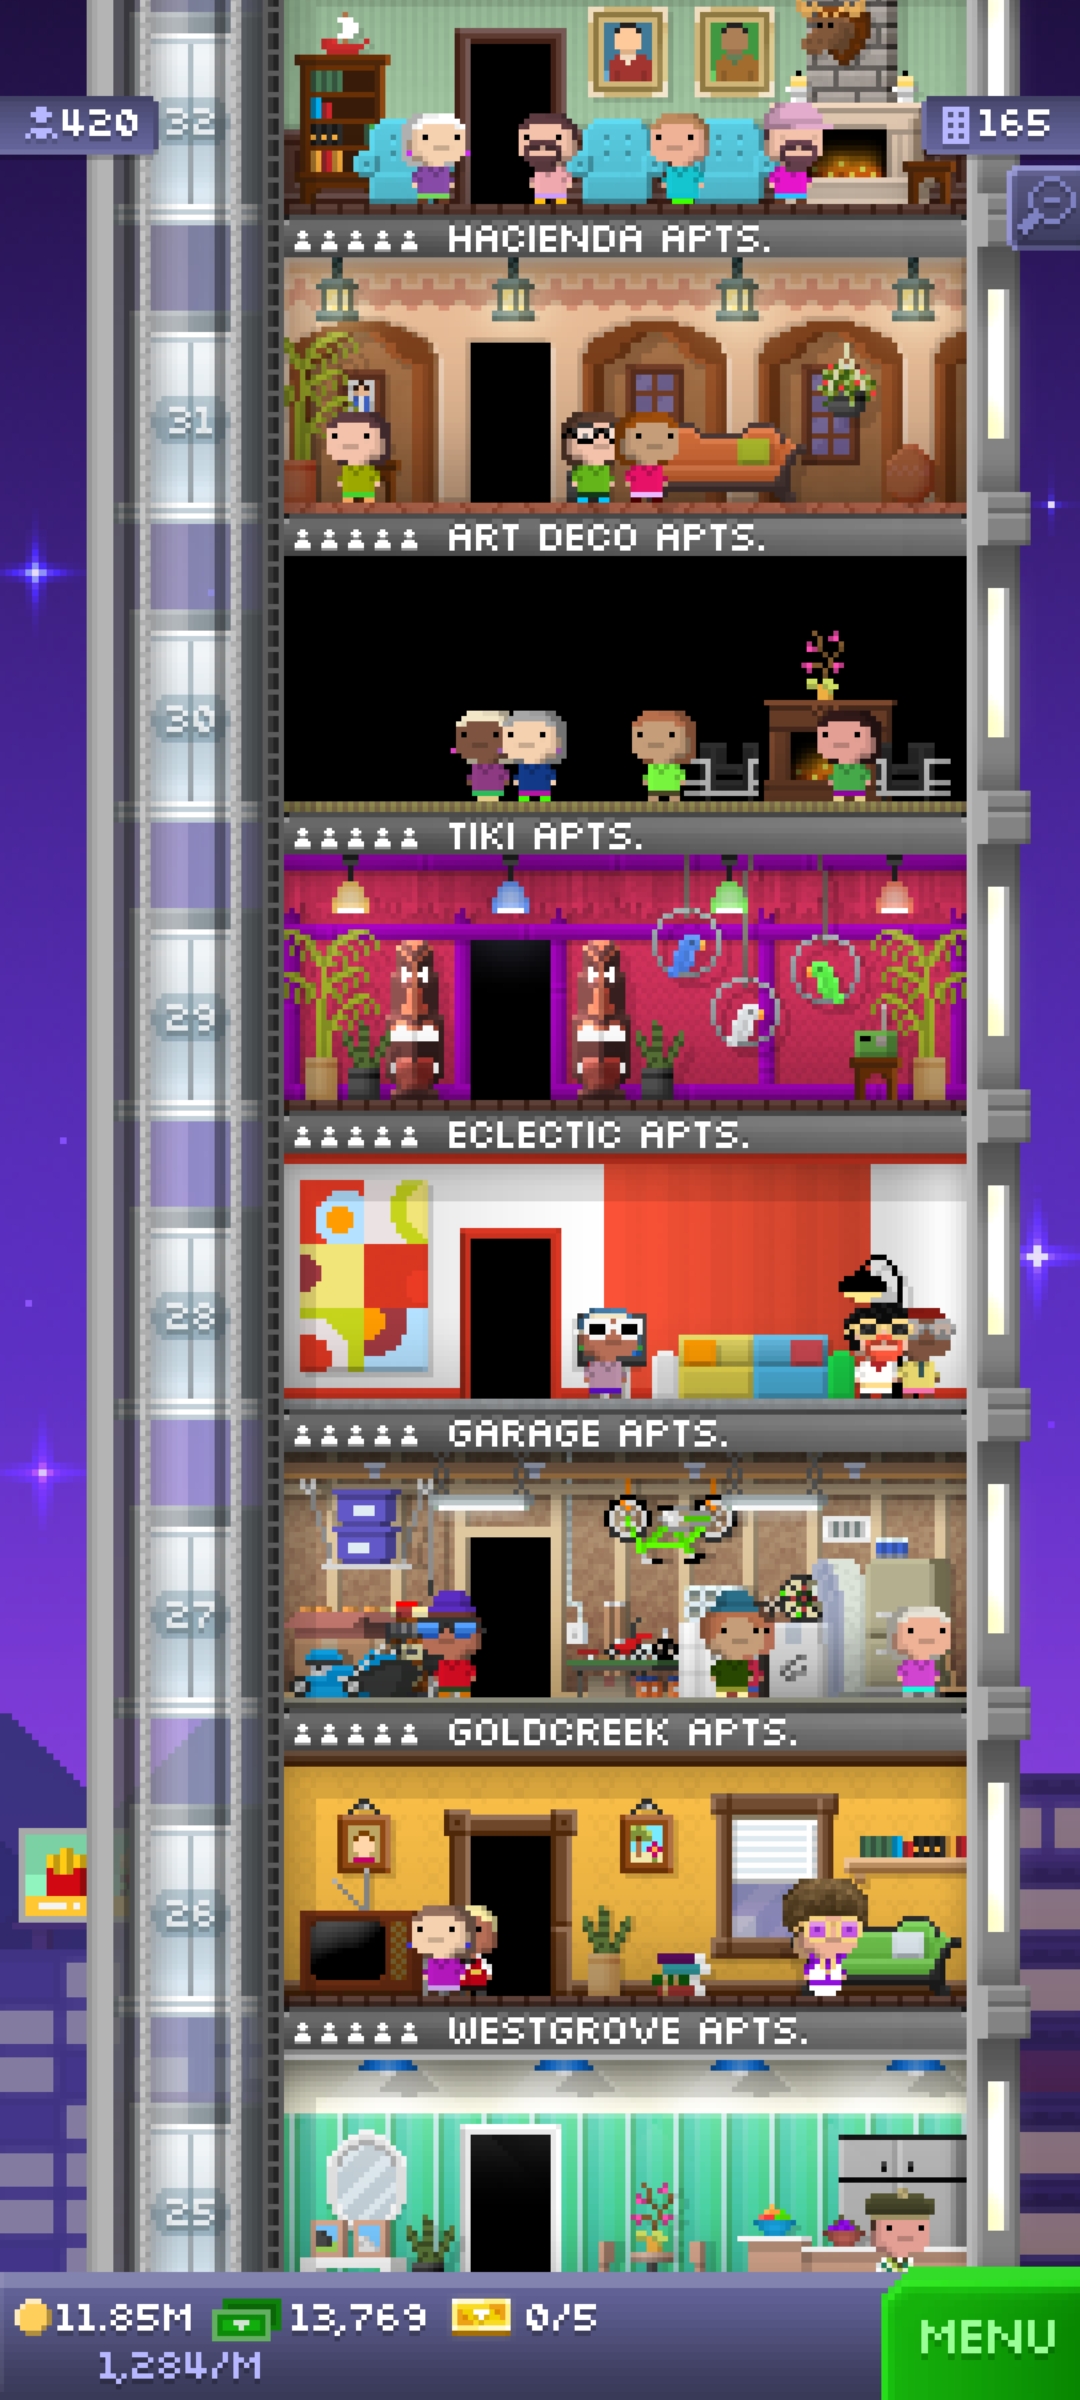 420
32
165
HACIENDA APTS.
31
ART DECO APTS.
30
TIKI APTS.
29
ECLECTIC APTS.
28
GARAGE APTS.
27
GOLDCREEK APTS.
26
WESTGROVE APTS.
25
11.85M 13,769 0/5
1,284/M
MENU